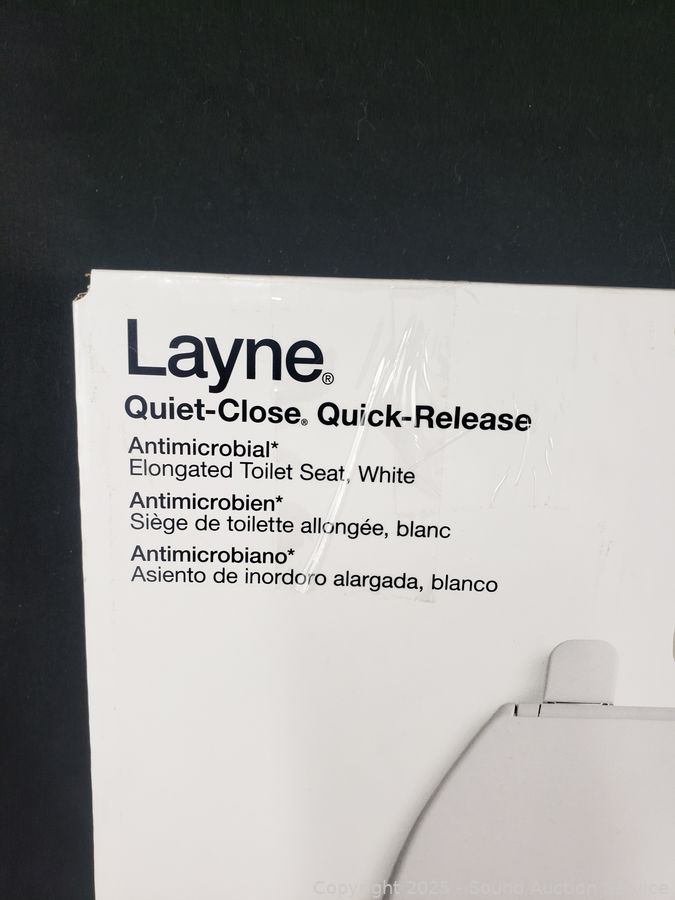 Layne®
Quiet-Close® Quick-Release
Antimicrobial*
Elongated Toilet Seat, White
Antimicrobien*
Siège de toilette allongée, blanc
Antimicrobiano*
Asiento de inordoro alargada, blanco
Copyright 2025 - Sound Auction Service